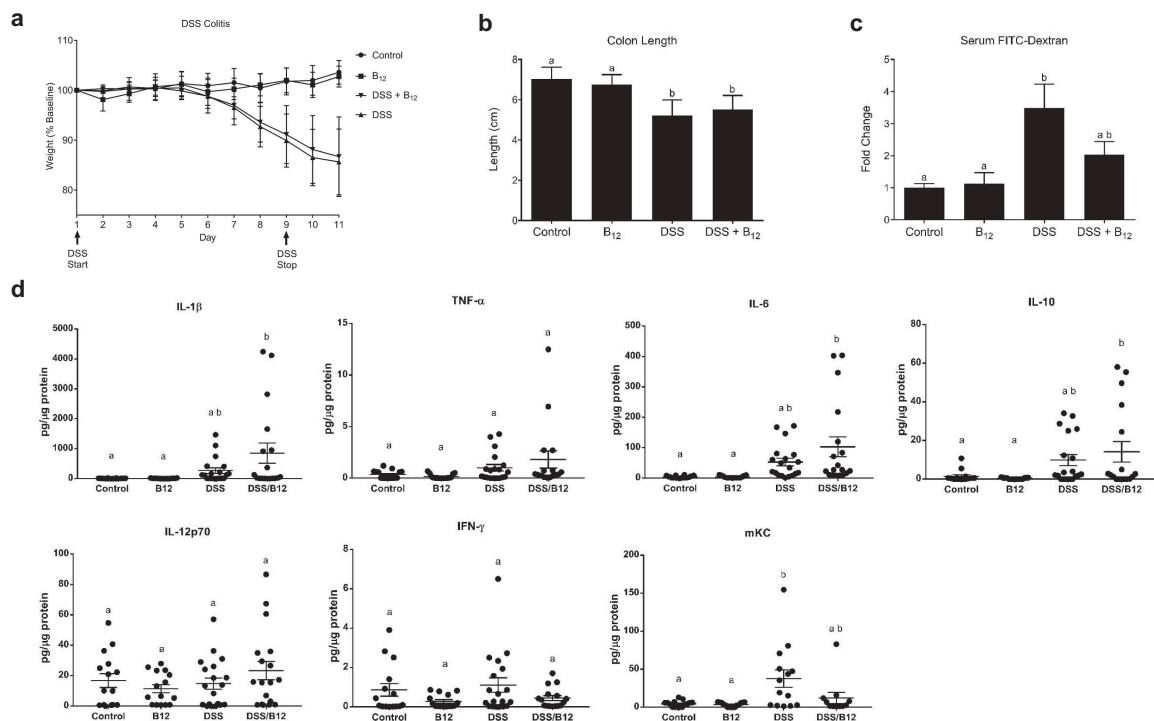 a
DSS Colitis
Weight (% Baseline)
110
100
90
80
Control
B12
DSS + B12
DSS
1 2 3 4 5 6 7 8 9 10 11
Day
DSS Start
DSS Stop
b
Colon Length
Length (cm)
8
6
4
2
0
a a b b
Control B12 DSS DSS + B12
c
Serum FITC-Dextran
Fold Change
5
4
3
2
1
0
a a b a b
Control B12 DSS DSS + B12
d
IL-1β
pg/μg protein
5000
4000
3000
2000
1000
0
a a a b b
Control B12 DSS DSS/B12
TNF-α
pg/μg protein
15
10
5
0
a a a a
Control B12 DSS DSS/B12
IL-6
pg/μg protein
500
400
300
200
100
0
a a a b b
Control B12 DSS DSS/B12
IL-10
pg/μg protein
80
60
40
20
0
a a a b b
Control B12 DSS DSS/B12
IL-12p70
pg/μg protein
100
80
60
40
20
0
a a a a
Control B12 DSS DSS/B12
IFN-γ
pg/μg protein
8
6
4
2
0
a a a a
Control B12 DSS DSS/B12
mKC
pg/μg protein
200
150
100
50
0
a a b a b
Control B12 DSS DSS/B12